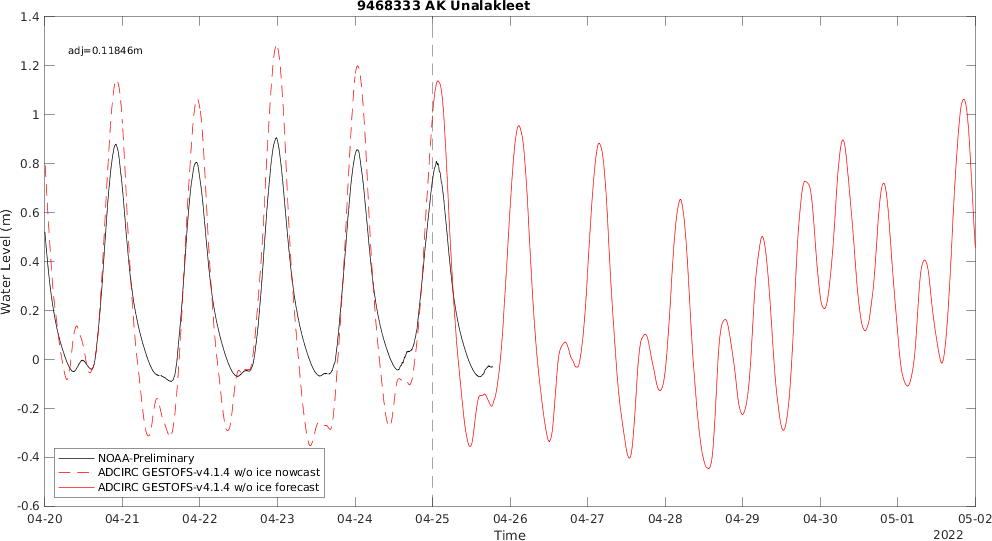 9468333 AK Unalakleet
adj=0.11846m
Water Level (m)
1.4
1.2
1
0.8
0.6
0.4
0.2
0
-0.2
-0.4
-0.6
NOAA-Preliminary
ADCIRC GESTOFS-v4.1.4 w/o ice nowcast
ADCIRC GESTOFS-v4.1.4 w/o ice forecast
04-20 04-21 04-22 04-23 04-24 04-25 04-26 04-27 04-28 04-29 04-30 05-01 05-02
Time
2022